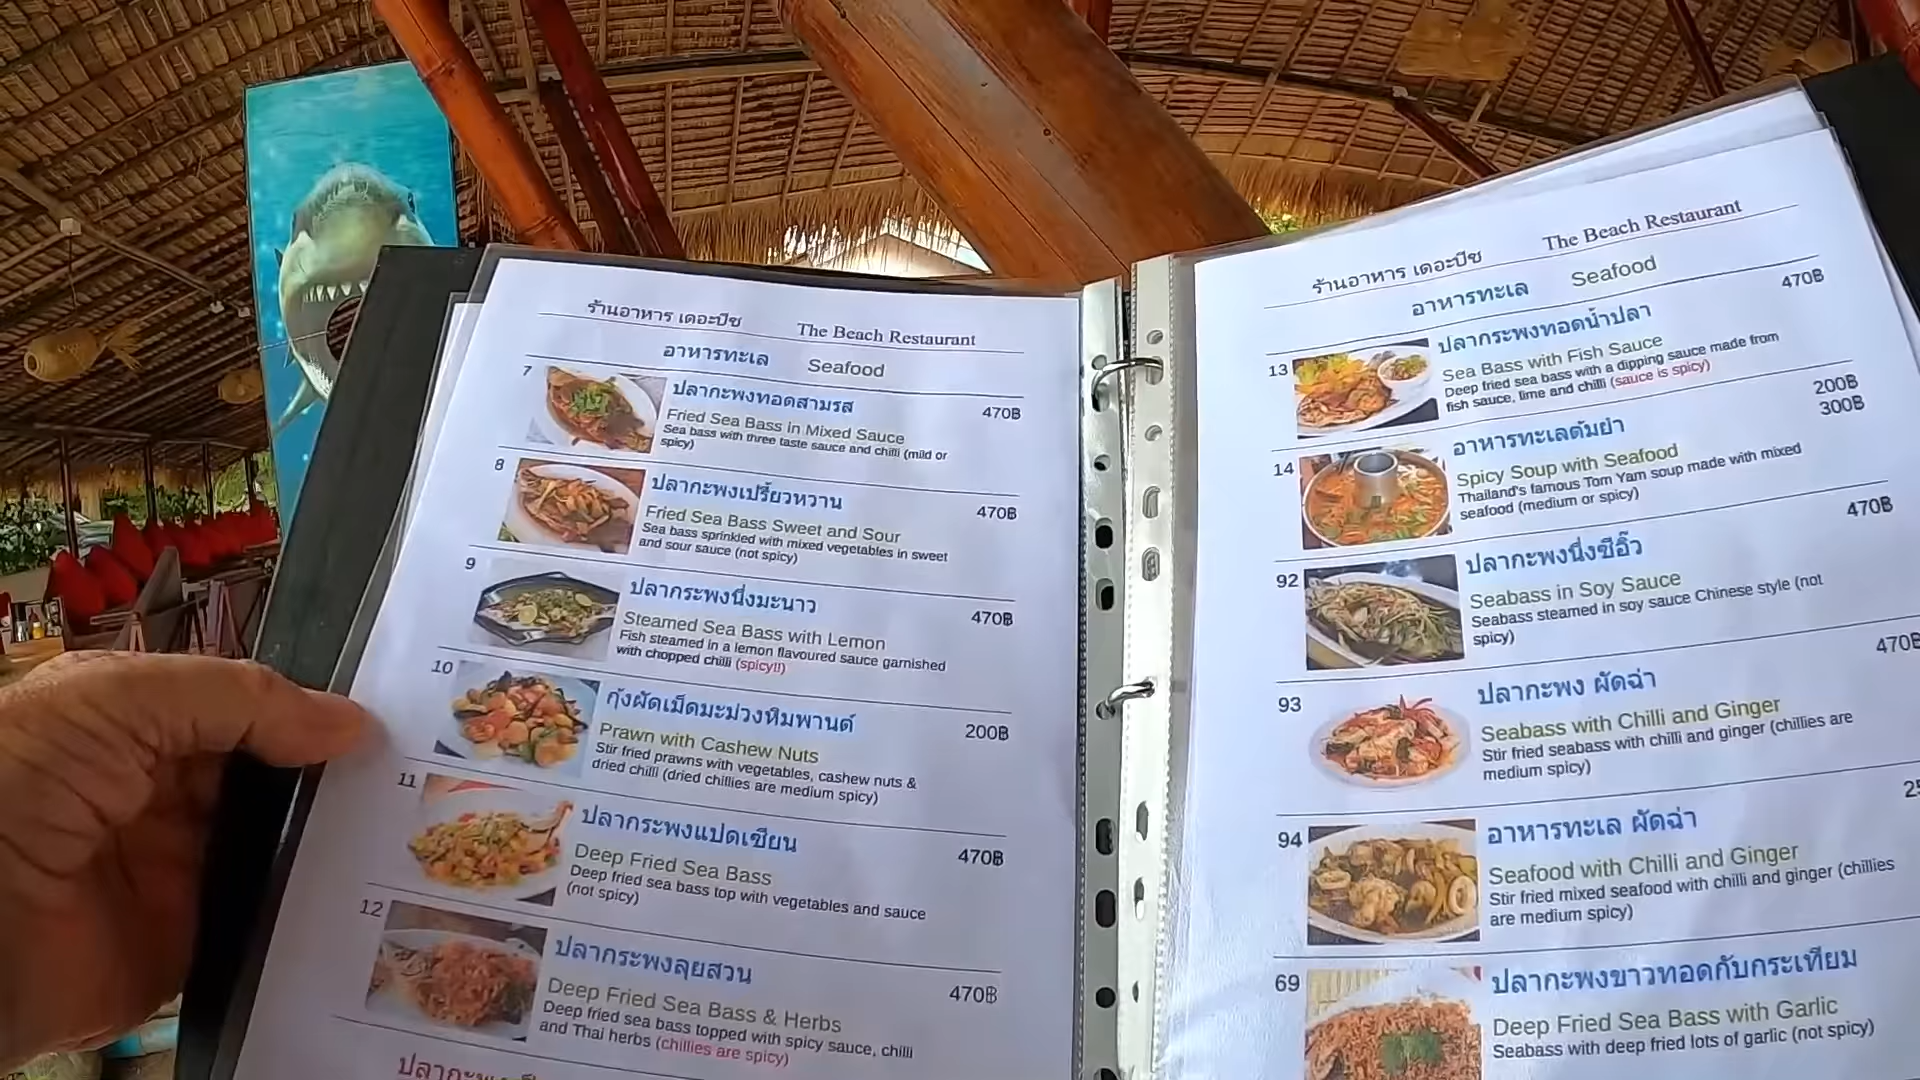 ร้านอาหาร เดอะบีช The Beach Restaurant
อาหารทะเล Seafood
7 ปลากะพงทอดสามรส 470฿
Fried Sea Bass in Mixed Sauce
Sea bass with three taste sauce and chilli (mild or
spicy)
8 ปลากะพงเปรี้ยวหวาน 470฿
Fried Sea Bass Sweet and Sour
Sea bass sprinkled with mixed vegetables in sweet
and sour sauce (not spicy)
9 ปลากระพงนึ่งมะนาว 470฿
Steamed Sea Bass with Lemon
Fish steamed in a lemon flavoured sauce garnished
with chopped chilli (spicy!!)
10 กุ้งผัดเม็ดมะม่วงหิมพานต์ 200฿
Prawn with Cashew Nuts
Stir fried prawns with vegetables, cashew nuts &
dried chilli (dried chillies are medium spicy)
11 ปลากระพงแปดเซียน 470฿
Deep Fried Sea Bass
Deep fried sea bass top with vegetables and sauce
(not spicy)
12 ปลากระพงลุยสวน 470฿
Deep Fried Sea Bass & Herbs
Deep fried sea bass topped with spicy sauce, chilli
and Thai herbs (chillies are spicy)
ร้านอาหาร เดอะบีช The Beach Restaurant
อาหารทะเล Seafood
13 ปลากระพงทอดน้ำปลา 470฿
Sea Bass with Fish Sauce
Deep fried sea bass with a dipping sauce made from
fish sauce, lime and chilli (sauce is spicy)
14 อาหารทะเลต้มยำ 200฿
300฿
Spicy Soup with Seafood
Thailand's famous Tom Yam soup made with mixed
seafood (medium or spicy)
92 ปลากะพงนึ่งซีอิ๊ว 470฿
Seabass in Soy Sauce
Seabass steamed in soy sauce Chinese style (not
spicy)
93 ปลากะพง ผัดฉ่า 470฿
Seabass with Chilli and Ginger
Stir fried seabass with chilli and ginger (chillies are
medium spicy)
94 อาหารทะเล ผัดฉ่า
Seafood with Chilli and Ginger
Stir fried mixed seafood with chilli and ginger (chillies
are medium spicy)
69 ปลากะพงขาวทอดกับกระเทียม
Deep Fried Sea Bass with Garlic
Seabass with deep fried lots of garlic (not spicy)